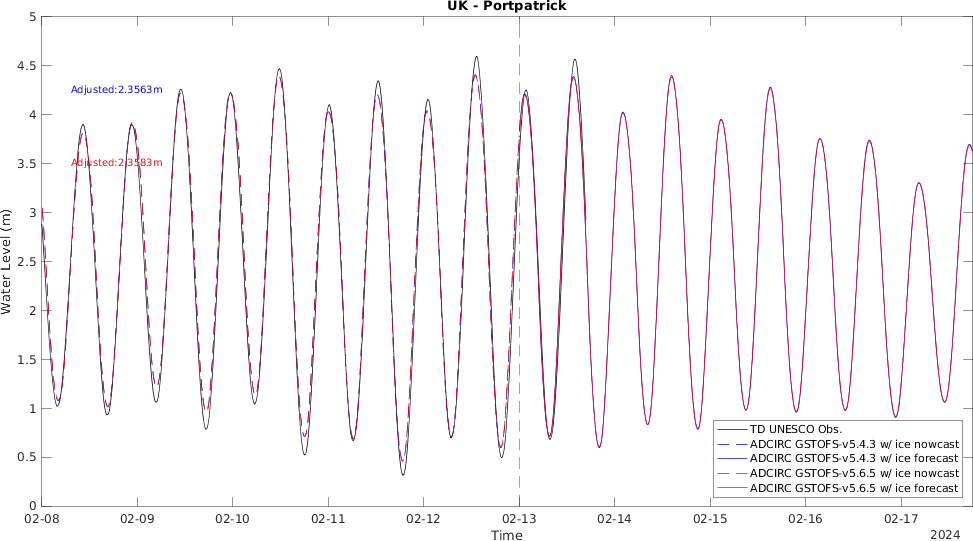 UK - Portpatrick
5
4.5
4
3.5
3
2.5
2
1.5
1
0.5
0
Water Level (m)
Adjusted:2.3563m
Adjusted:2.3583m
TD UNESCO Obs.
ADCIRC GSTOFS-v5.4.3 w/ ice nowcast
ADCIRC GSTOFS-v5.4.3 w/ ice forecast
ADCIRC GSTOFS-v5.6.5 w/ ice nowcast
ADCIRC GSTOFS-v5.6.5 w/ ice forecast
02-08 02-09 02-10 02-11 02-12 02-13 02-14 02-15 02-16 02-17
Time
2024